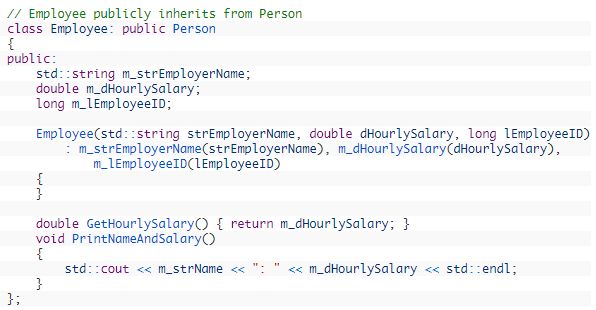 // Employee publicly inherits from Person
class Employee: public Person
{
public:
    std::string m_strEmployerName;
    double m_dHourlySalary;
    long m_lEmployeeID;

    Employee(std::string strEmployerName, double dHourlySalary, long lEmployeeID)
        : m_strEmployerName(strEmployerName), m_dHourlySalary(dHourlySalary),
            m_lEmployeeID(lEmployeeID)
    {
    }

    double GetHourlySalary() { return m_dHourlySalary; }
    void PrintNameAndSalary()
    {
        std::cout << m_strName << ": " << m_dHourlySalary << std::endl;
    }
};